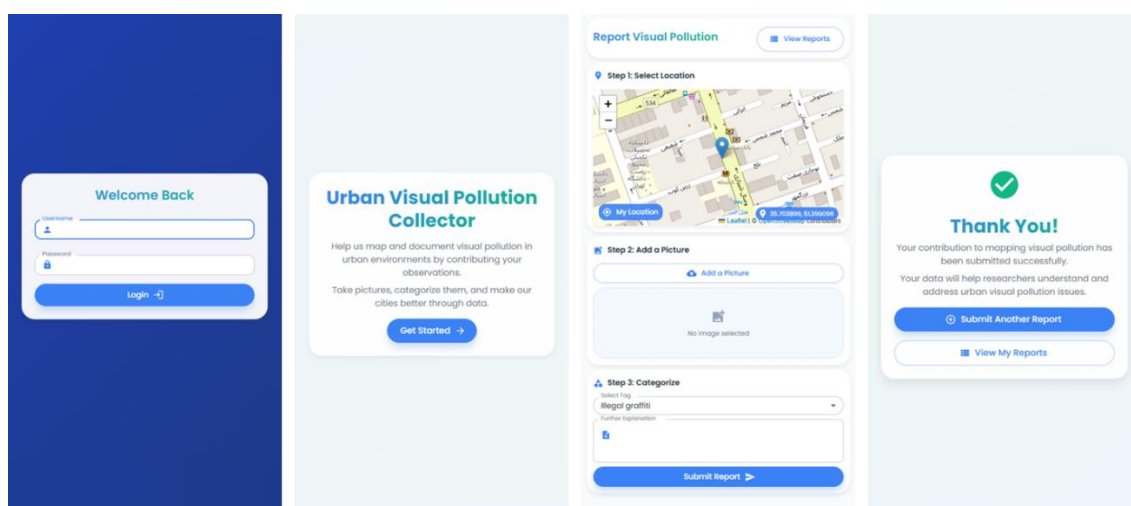 Welcome Back
Username
Password
Login
Urban Visual Pollution
Collector
Help us map and document visual pollution in
urban environments by contributing your
observations.
Take pictures, categorize them, and make our
cities better through data.
Get Started →
Report Visual Pollution
View Reports
Step 1: Select Location
+
534
−
My Location
35.703899, 51.399096
Leaflet | © OpenStreetMap contributors
Step 2: Add a Picture
Add a Picture
No image selected
Step 3: Categorize
Select Tag
Illegal graffiti
Further Explanation
Submit Report
Thank You!
Your contribution to mapping visual pollution has
been submitted successfully.
Your data will help researchers understand and
address urban visual pollution issues.
Submit Another Report
View My Reports